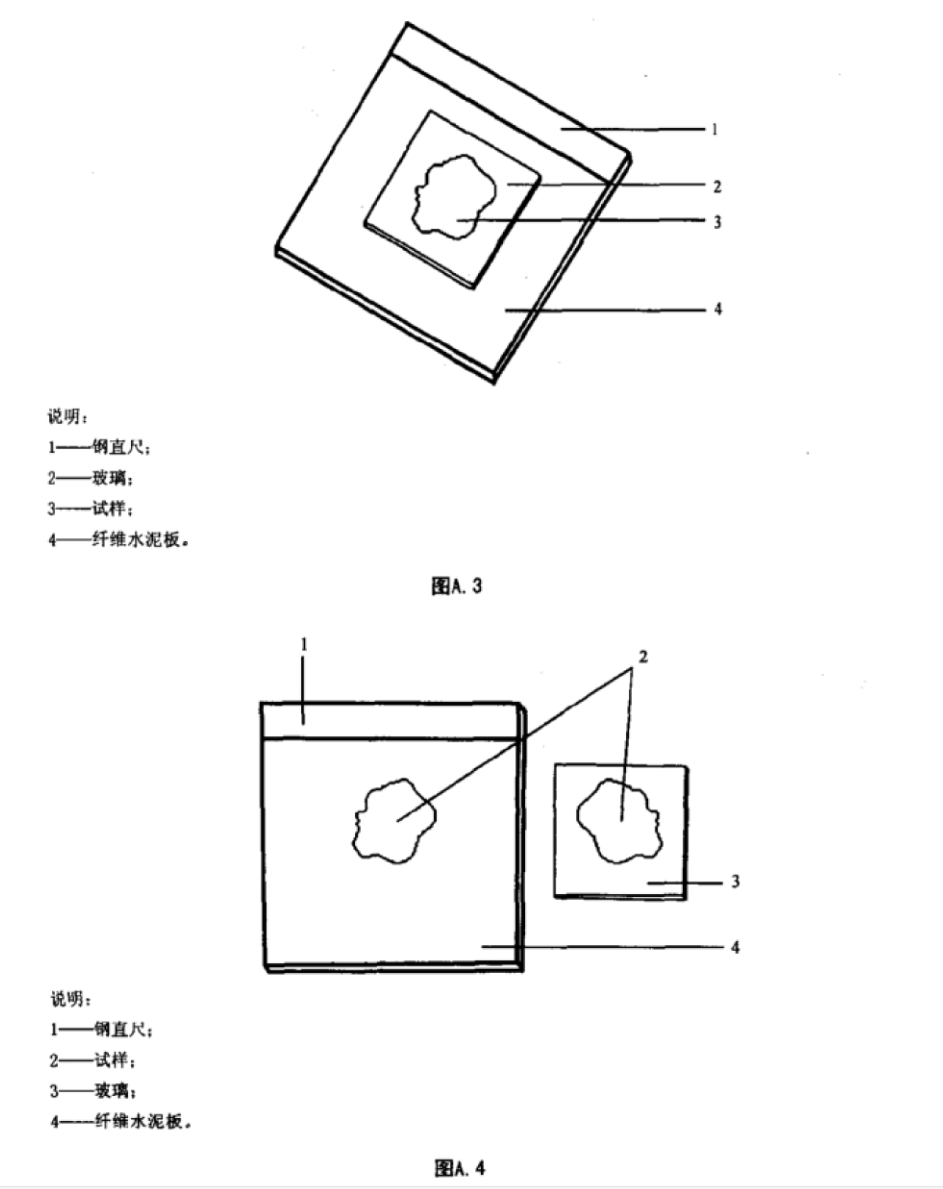 1
2
3
4
说明：
1——钢直尺；
2——玻璃；
3——试样；
4——纤维水泥板。
图A.3
1
2
3
4
说明：
1——钢直尺；
2——试样；
3——玻璃；
4——纤维水泥板。
图A.4